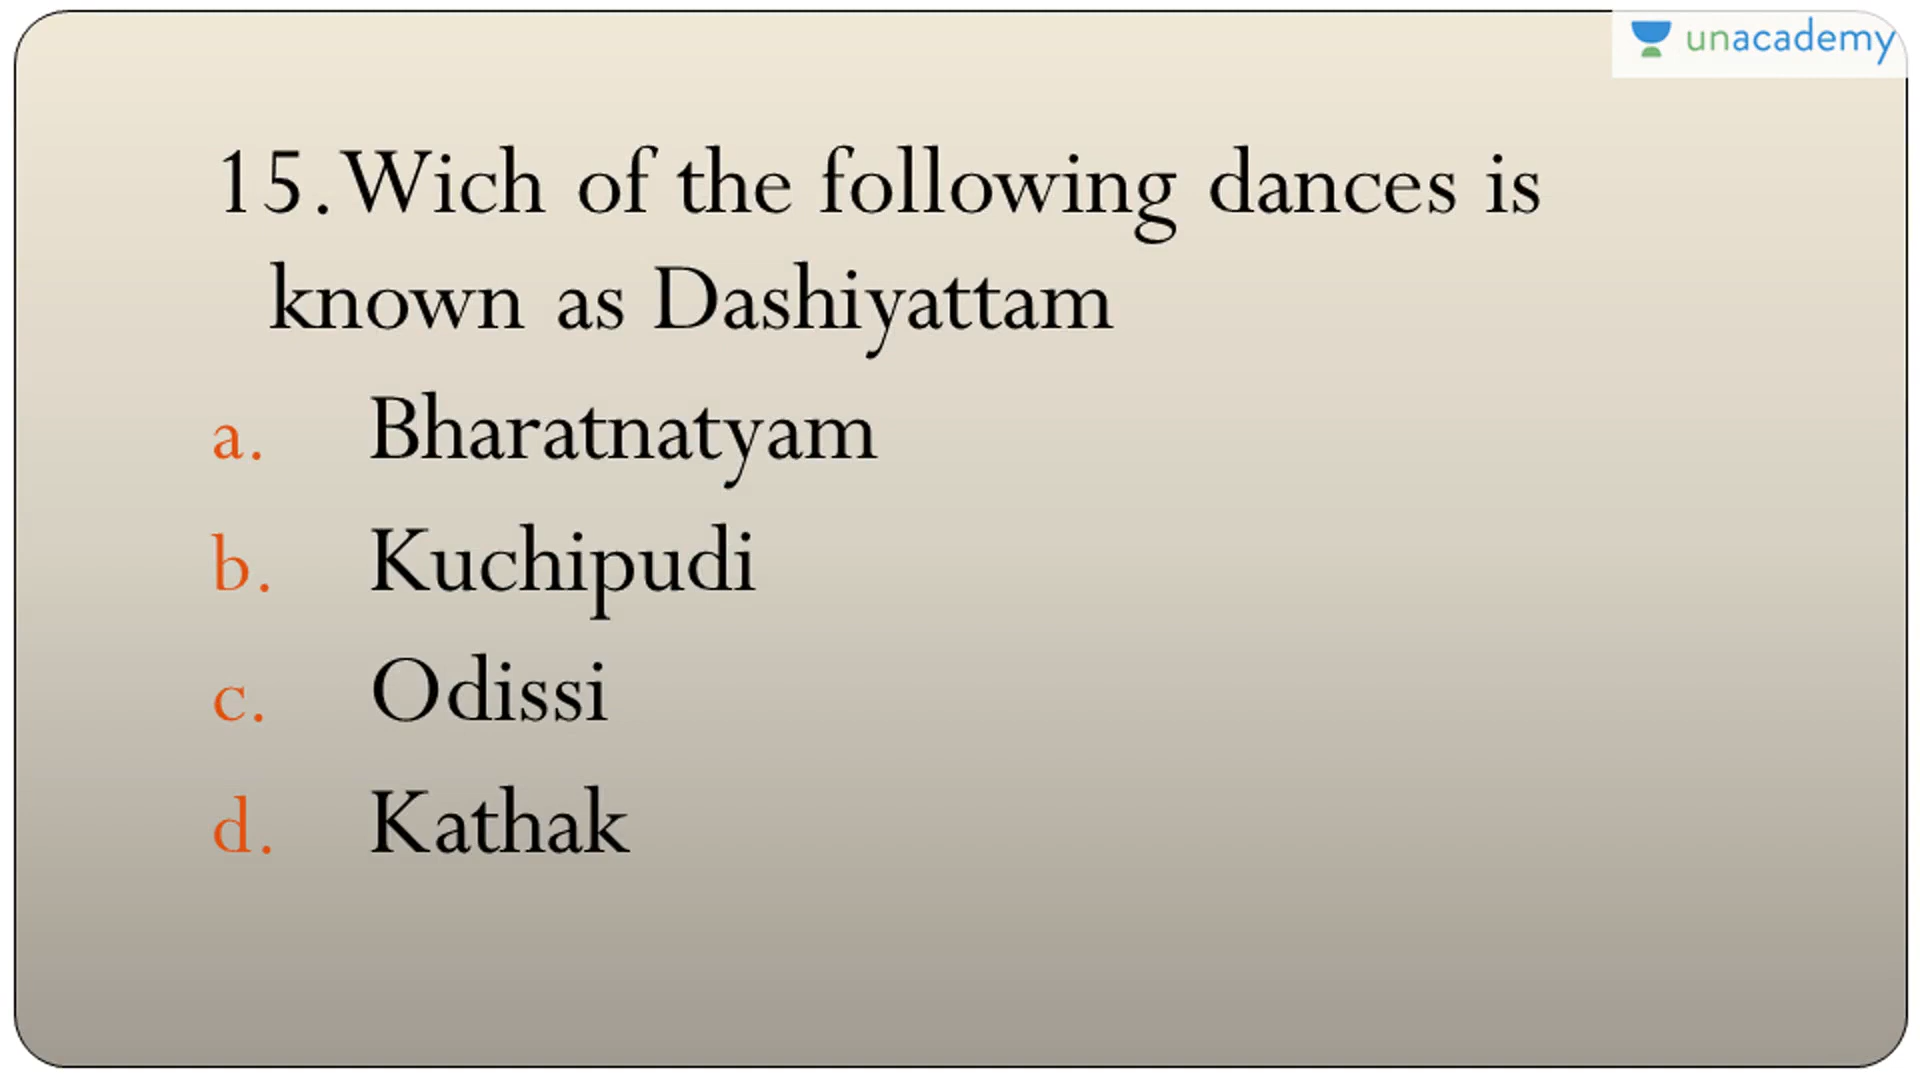 unacademy
15. Wich of the following dances is
known as Dashiyattam
a. Bharatnatyam
b. Kuchipudi
c. Odissi
d. Kathak